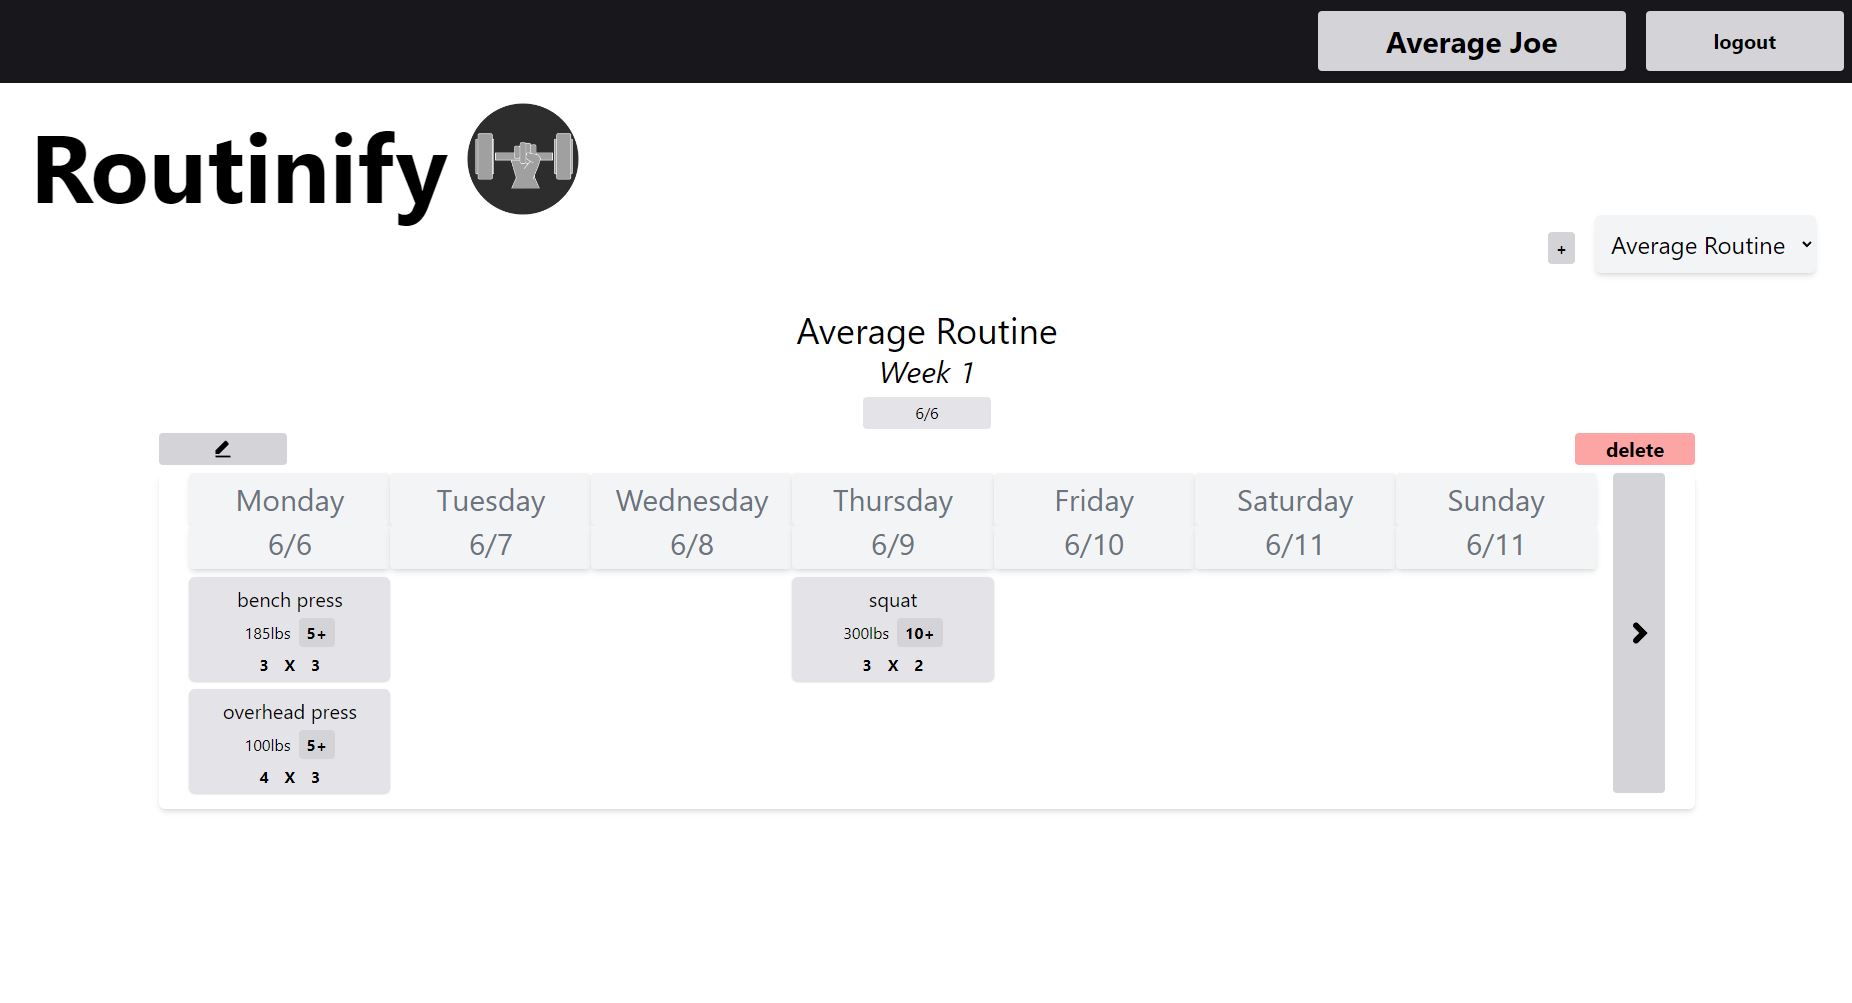 Average Joe logout
Routinify
+ Average Routine
Average Routine
Week 1
6/6
delete
Monday Tuesday Wednesday Thursday Friday Saturday Sunday
6/6 6/7 6/8 6/9 6/10 6/11 6/11
bench press squat
185lbs 5+ 300lbs 10+
3 X 3 3 X 2
overhead press
100lbs 5+
4 X 3